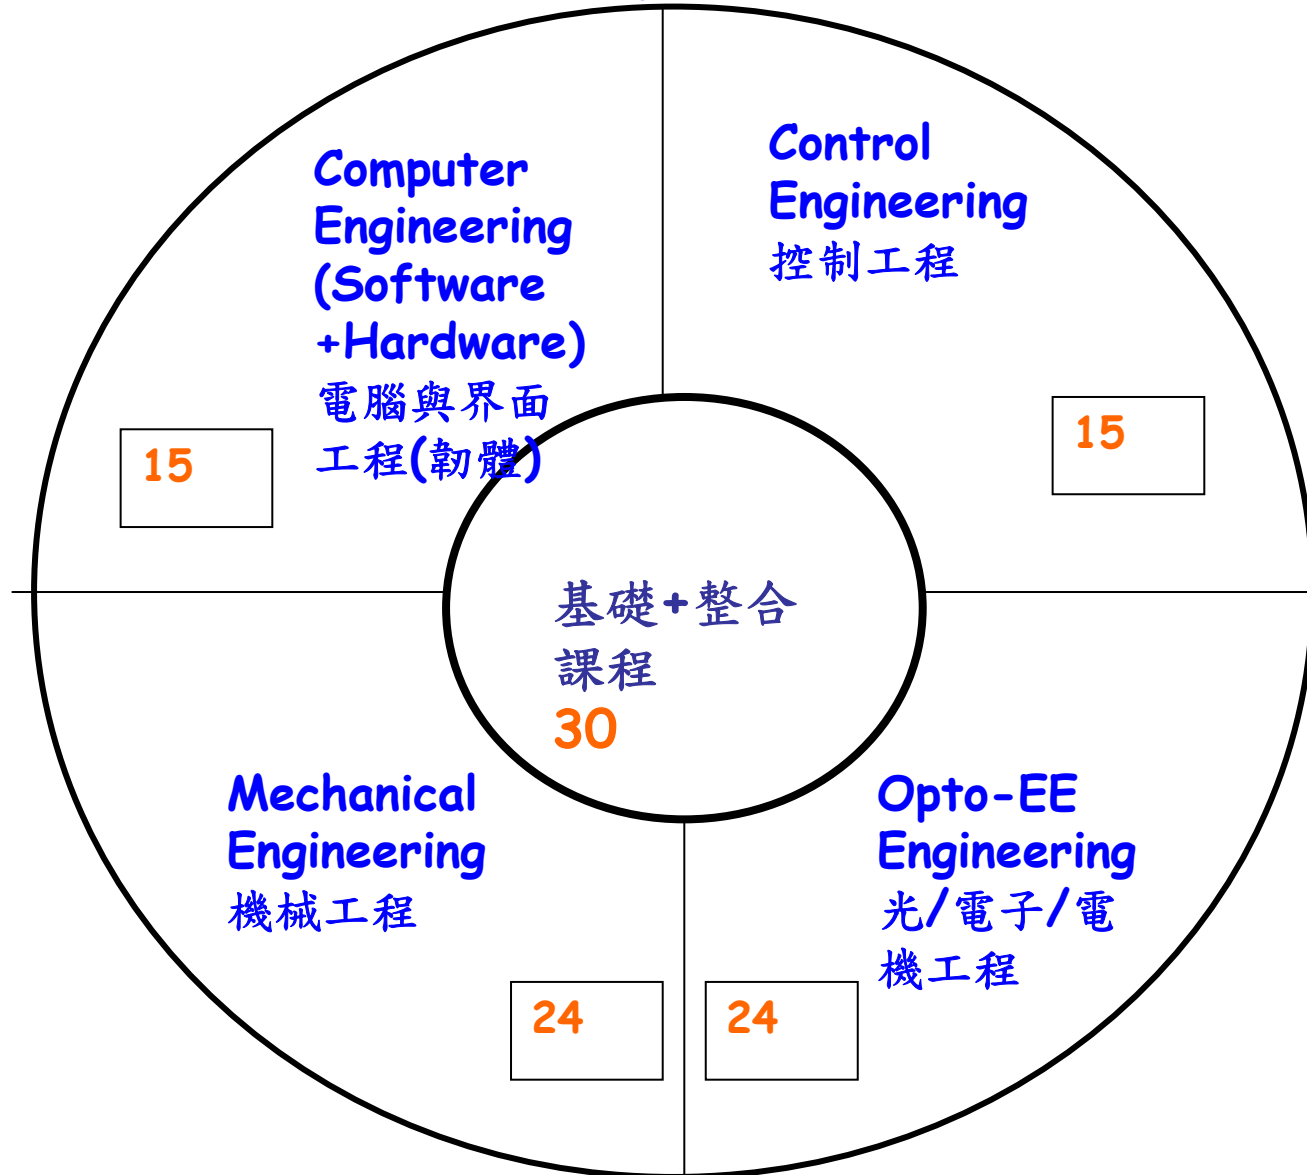 Computer
Engineering
(Software
+Hardware)
電腦與界面
工程(韌體)
15
Control
Engineering
控制工程
15
基礎+整合
課程
30
Mechanical
Engineering
機械工程
24
Opto-EE
Engineering
光/電子/電
機工程
24